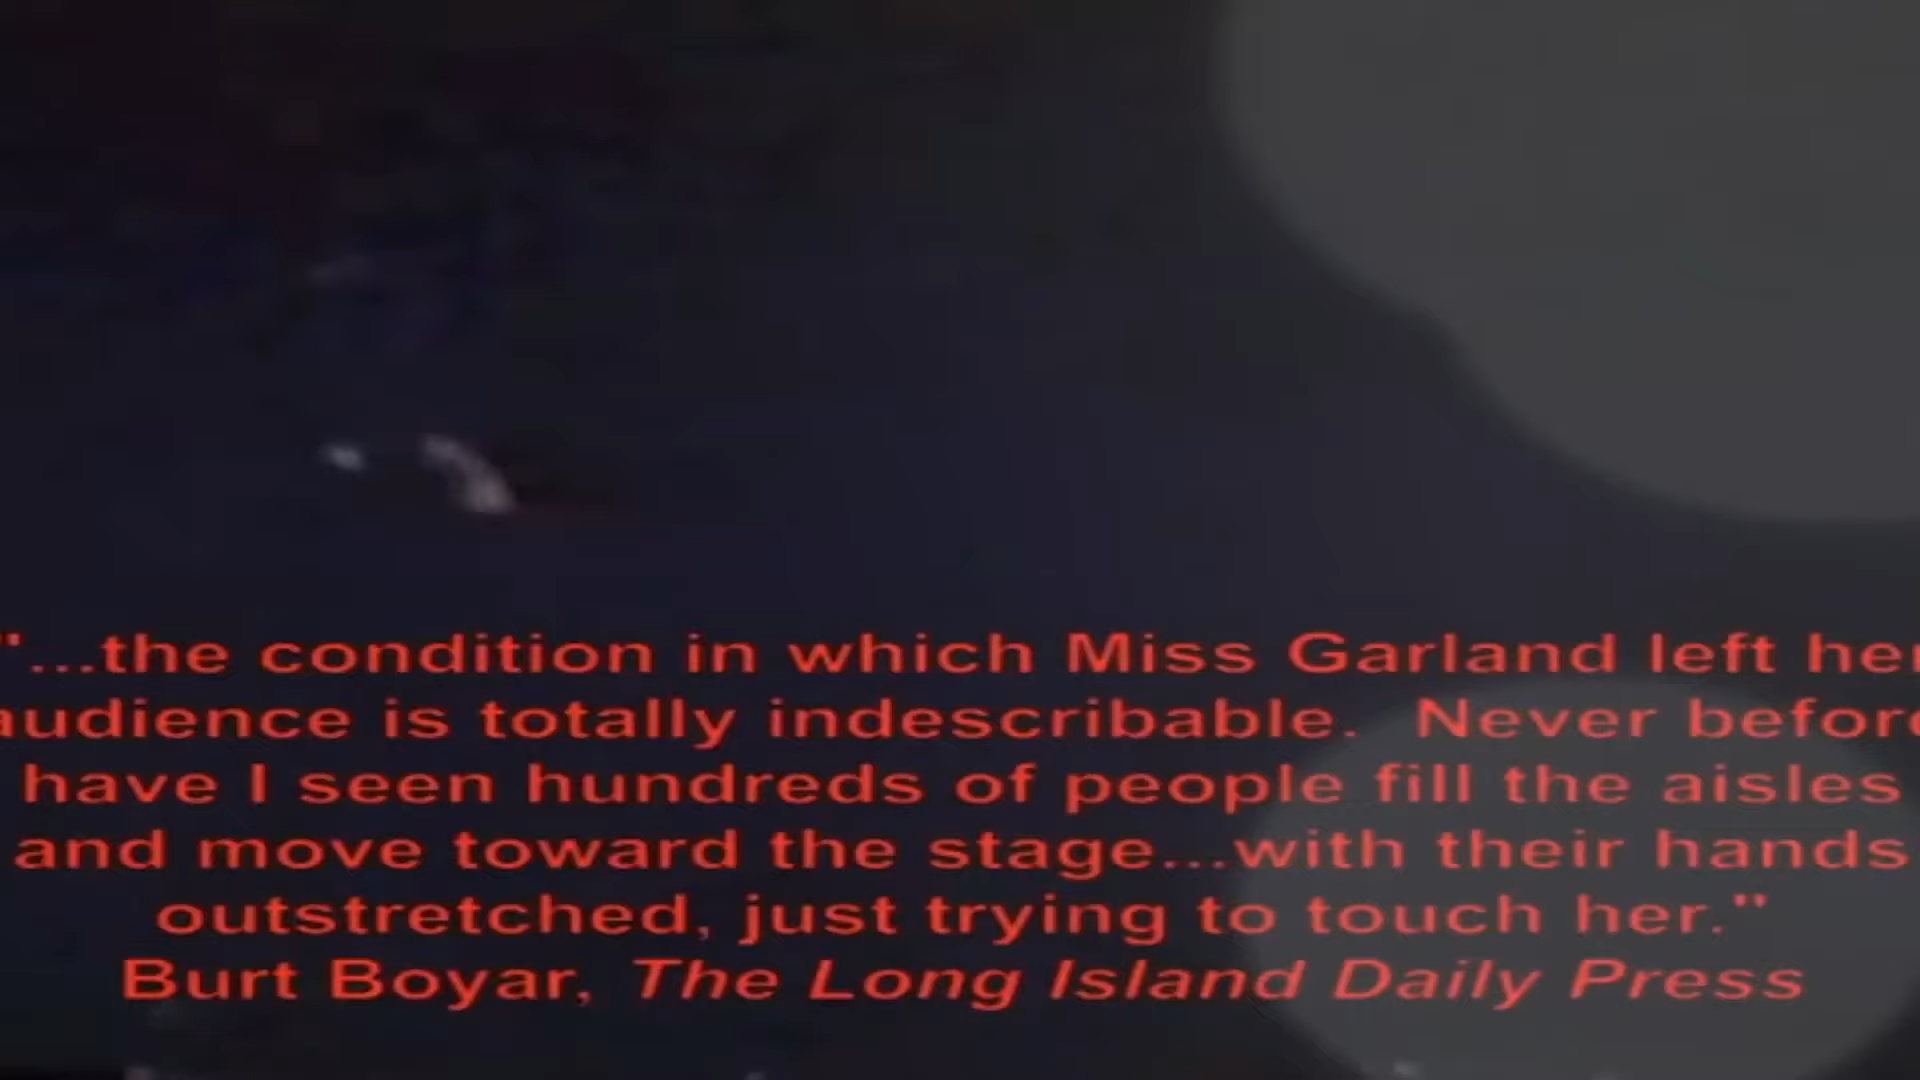 "...the condition in which Miss Garland left her
audience is totally indescribable.  Never before
have I seen hundreds of people fill the aisles
and move toward the stage...with their hands
outstretched, just trying to touch her."
Burt Boyar, The Long Island Daily Press